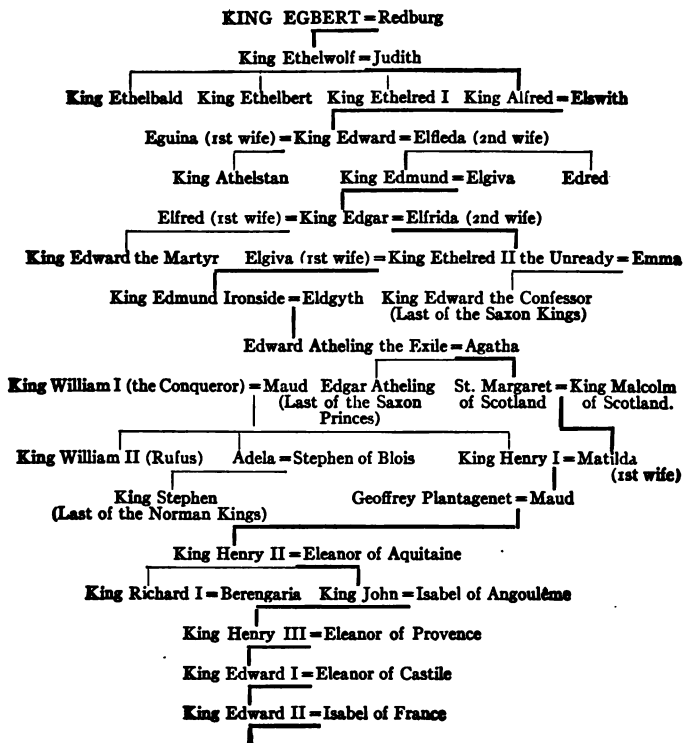 KING EGBERT = Redburg
King Ethelwolf = Judith
King Ethelbald King Ethelbert King Ethelred I King Alfred = Elswith
Eguina (1st wife) = King Edward = Elfleda (2nd wife)
King Athelstan King Edmund = Elgiva Edred
Elfred (1st wife) = King Edgar = Elfrida (2nd wife)
King Edward the Martyr Elgiva (1st wife) = King Ethelred II the Unready = Emma
King Edmund Ironside = Eldgyth King Edward the Confessor
(Last of the Saxon Kings)
Edward Atheling the Exile = Agatha
King William I (the Conqueror) = Maud Edgar Atheling St. Margaret = King Malcolm
(Last of the Saxon of Scotland of Scotland.
Princes)
King William II (Rufus) Adela = Stephen of Blois King Henry I = Matilda
(1st wife)
King Stephen Geoffrey Plantagenet = Maud
(Last of the Norman Kings)
King Henry II = Eleanor of Aquitaine
King Richard I = Berengaria King John = Isabel of Angoulême
King Henry III = Eleanor of Provence
King Edward I = Eleanor of Castile
King Edward II = Isabel of France